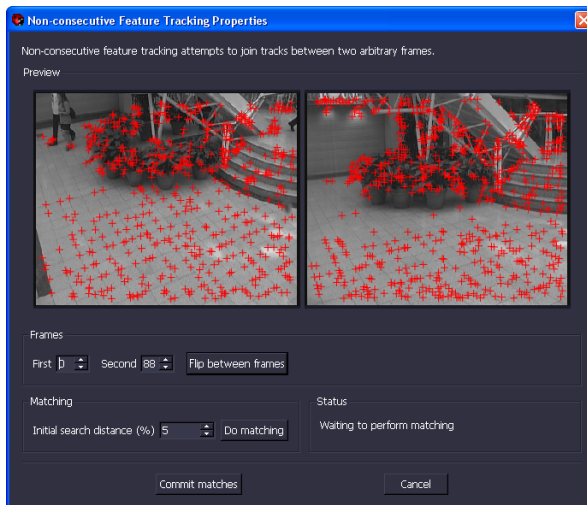 Non-consecutive Feature Tracking Properties
Non-consecutive feature tracking attempts to join tracks between two arbitrary frames.
Preview
Frames
First 0 Second 88 Flip between frames
Matching
Initial search distance (%) 5 Do matching
Status
Waiting to perform matching
Commit matches Cancel